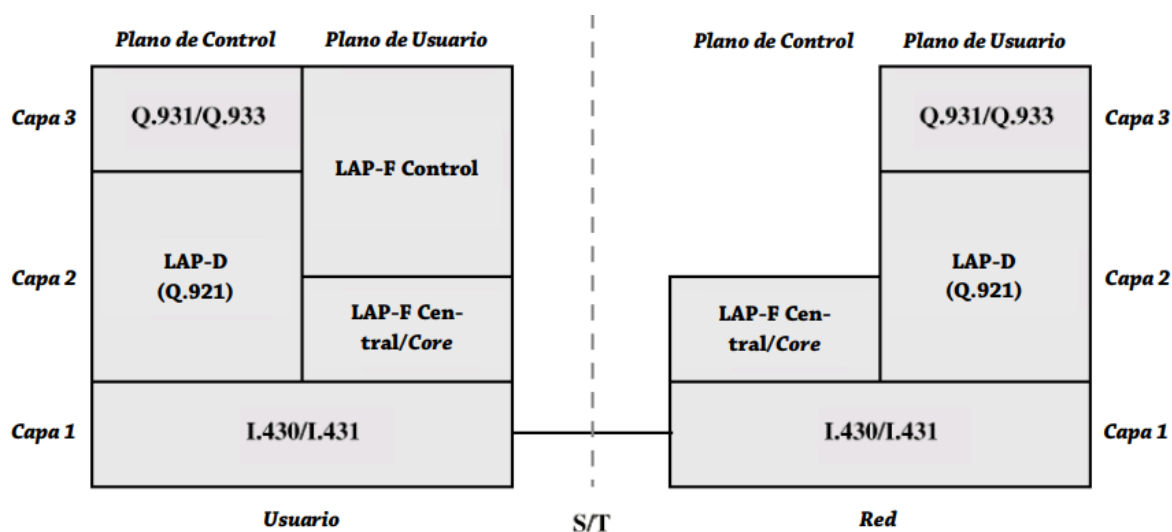 Plano de Control Plano de Usuario Plano de Control Plano de Usuario
Capa 3 Q.931/Q.933 Q.931/Q.933 Capa 3
LAP-F Control
Capa 2 LAP-D LAP-D Capa 2
(Q.921) (Q.921)
LAP-F Cen- LAP-F Cen-
tral/Core tral/Core
Capa 1 I.430/I.431 I.430/I.431 Capa 1
Usuario S/T Red